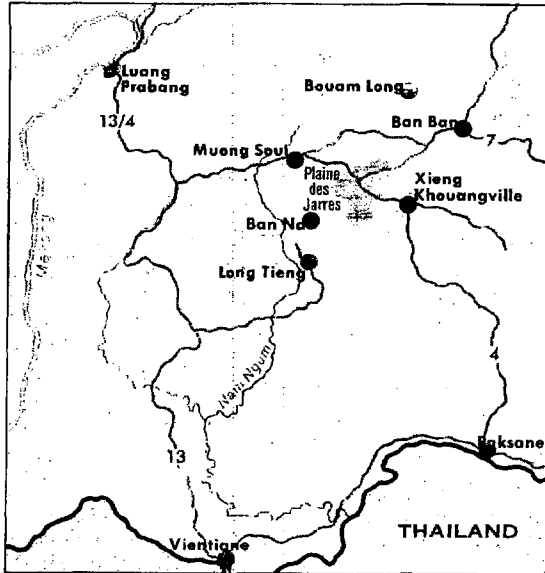 Luang
Prabang
Bouam Long
Ban Ban
13/4
7
Muong Soui
Plaine
des
Jarres
Xieng
Khouangville
Ban Na
Long Tieng
Mekong
Nam Ngum
4
13
Paksane
THAILAND
Vientiane